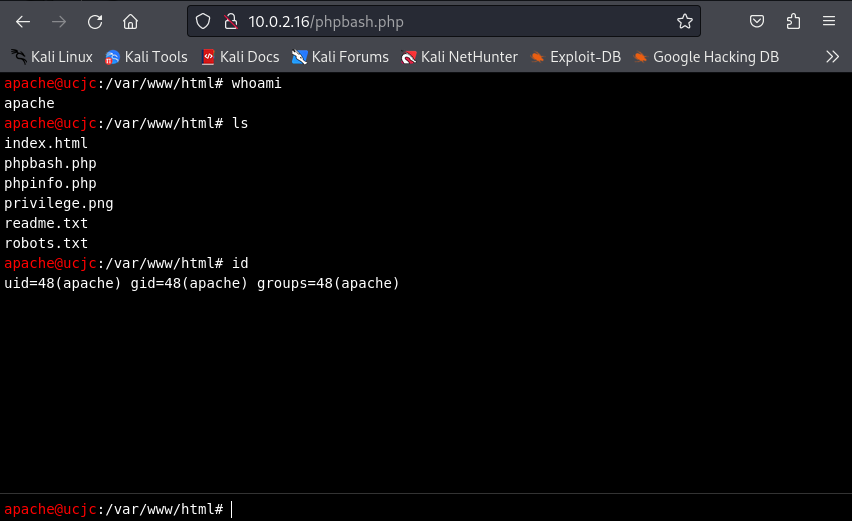 10.0.2.16/phpbash.php
Kali Linux Kali Tools Kali Docs Kali Forums Kali NetHunter Exploit-DB Google Hacking DB
apache@ucjc:/var/www/html# whoami
apache
apache@ucjc:/var/www/html# ls
index.html
phpbash.php
phpinfo.php
privilege.png
readme.txt
robots.txt
apache@ucjc:/var/www/html# id
uid=48(apache) gid=48(apache) groups=48(apache)
apache@ucjc:/var/www/html#